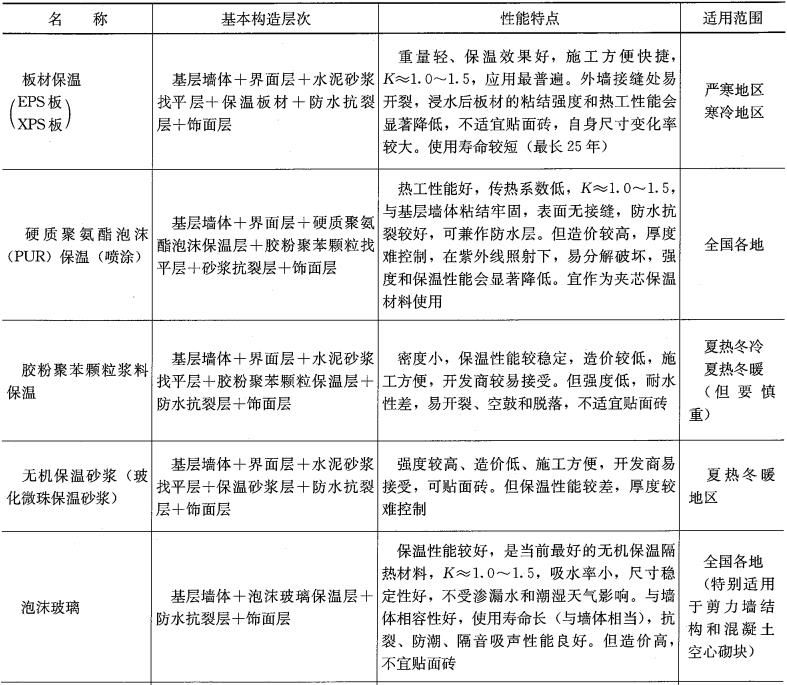 名 称 基本构造层次 性能特点 适用范围
板材保温
(EPS板
XPS板)
基层墙体＋界面层＋水泥砂浆
找平层＋保温板材＋防水抗裂
层＋饰面层
重量轻、保温效果好，施工方便快捷，
K≈1.0～1.5，应用最普遍。外墙接缝处易
开裂，浸水后板材的粘结强度和热工性能会
显著降低，不适宜贴面砖，自身尺寸变化率
较大。使用寿命较短（最长25年）
严寒地区
寒冷地区
硬质聚氨酯泡沫
（PUR）保温（喷涂）
基层墙体＋界面层＋硬质聚氨
酯泡沫保温层＋胶粉聚苯颗粒找
平层＋砂浆抗裂层＋饰面层
热工性能好，传热系数低，K≈1.0～1.5，
与基层墙体粘结牢固，表面无接缝，防水抗
裂较好，可兼作防水层。但造价较高，厚度
难控制，在紫外线照射下，易分解破坏，强
度和保温性能会显著降低。宜作为夹芯保温
材料使用
全国各地
胶粉聚苯颗粒浆料
保温
基层墙体＋界面层＋水泥砂浆
找平层＋胶粉聚苯颗粒保温层＋
防水抗裂层＋饰面层
密度小，保温性能较稳定，造价较低，施
工方便，开发商较易接受。但强度低，耐水
性差，易开裂、空鼓和脱落，不适宜贴面砖
夏热冬冷
夏热冬暖
（但要慎
重）
无机保温砂浆（玻
化微珠保温砂浆）
基层墙体＋界面层＋水泥砂浆
找平层＋保温砂浆层＋防水抗裂
层＋饰面层
强度较高、造价低、施工方便，开发商易
接受，可贴面砖。但保温性能较差，厚度较
难控制
夏热冬暖
地区
泡沫玻璃
基层墙体＋泡沫玻璃保温层＋
防水抗裂层＋饰面层
保温性能较好，是当前最好的无机保温隔
热材料，K≈1.0～1.5，吸水率小，尺寸稳
定性好，不受渗漏水和潮湿天气影响。与墙
体相容性好，使用寿命长（与墙体相当），抗
裂、防潮、隔音吸声性能良好。但造价高，
不宜贴面砖
全国各地
（特别适用
于剪力墙结
构和混凝土
空心砌块）